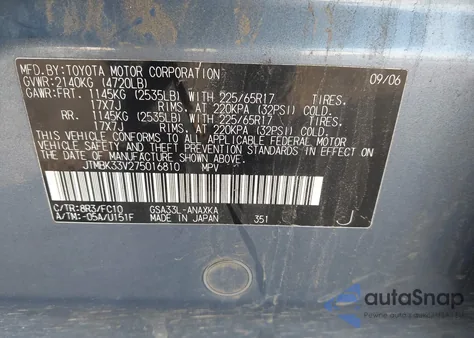 MFD.BY:TOYOTA MOTOR CORPORATION 09/06
GVWR:2140KG (4720LB)
GAWR:FRT. 1145KG (2535LB)WITH 225/65R17 TIRES,
17X7J RIMS, AT 220KPA (32PSI) COLD
RR. 1145KG (2535LB)WITH 225/65R17 TIRES,
17X7J RIMS, AT 220KPA (32PSI) COLD
THIS VEHICLE CONFORMS TO ALL APPLICABLE FEDERAL MOTOR
VEHICLE SAFETY STANDARDS IN EFFECT ON THE DATE OF
MANUFACTURE SHOWN ABOVE.
JTMBK33V275016810 MPV
C/TR:8R3/FC10 GSA33L-ANAXKA J
A/TM:-05A/U151F MADE IN JAPAN 351
autoSnap